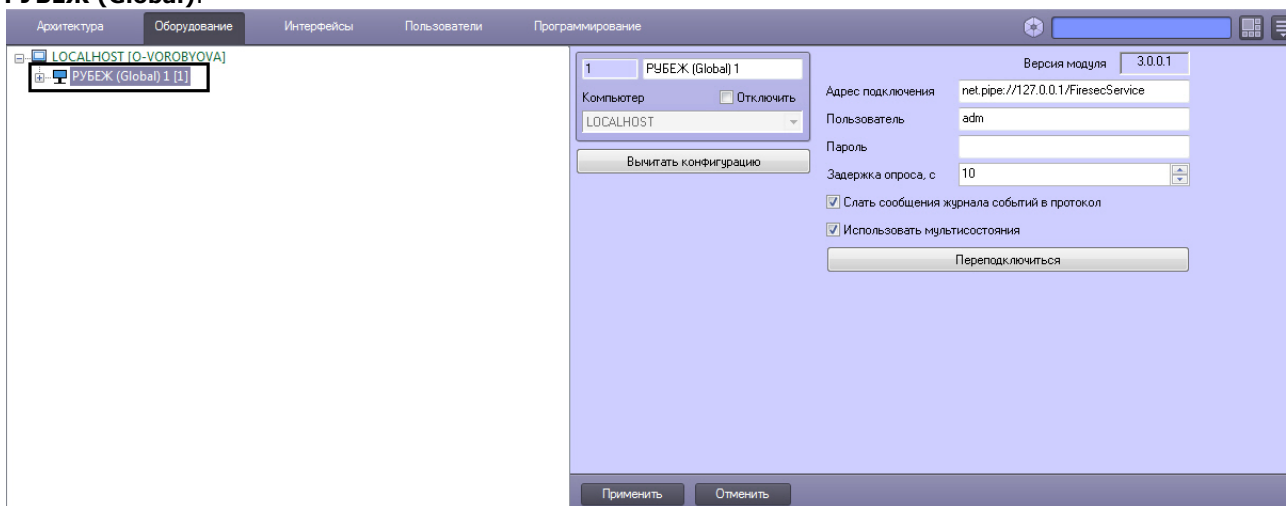 РУБЕЖ (Global).
Архитектура Оборудование Интерфейсы Пользователи Программирование
LOCALHOST [O-VOROBYOVA]
РУБЕЖ (Global) 1 [1]
1 РУБЕЖ (Global) 1
Компьютер Отключить
LOCALHOST
Вычитать конфигурацию
Версия модуля 3.0.0.1
Адрес подключения net.pipe://127.0.0.1/FiresecService
Пользователь adm
Пароль
Задержка опроса, с 10
Слать сообщения журнала событий в протокол
Использовать мультисостояния
Переподключиться
Применить Отменить